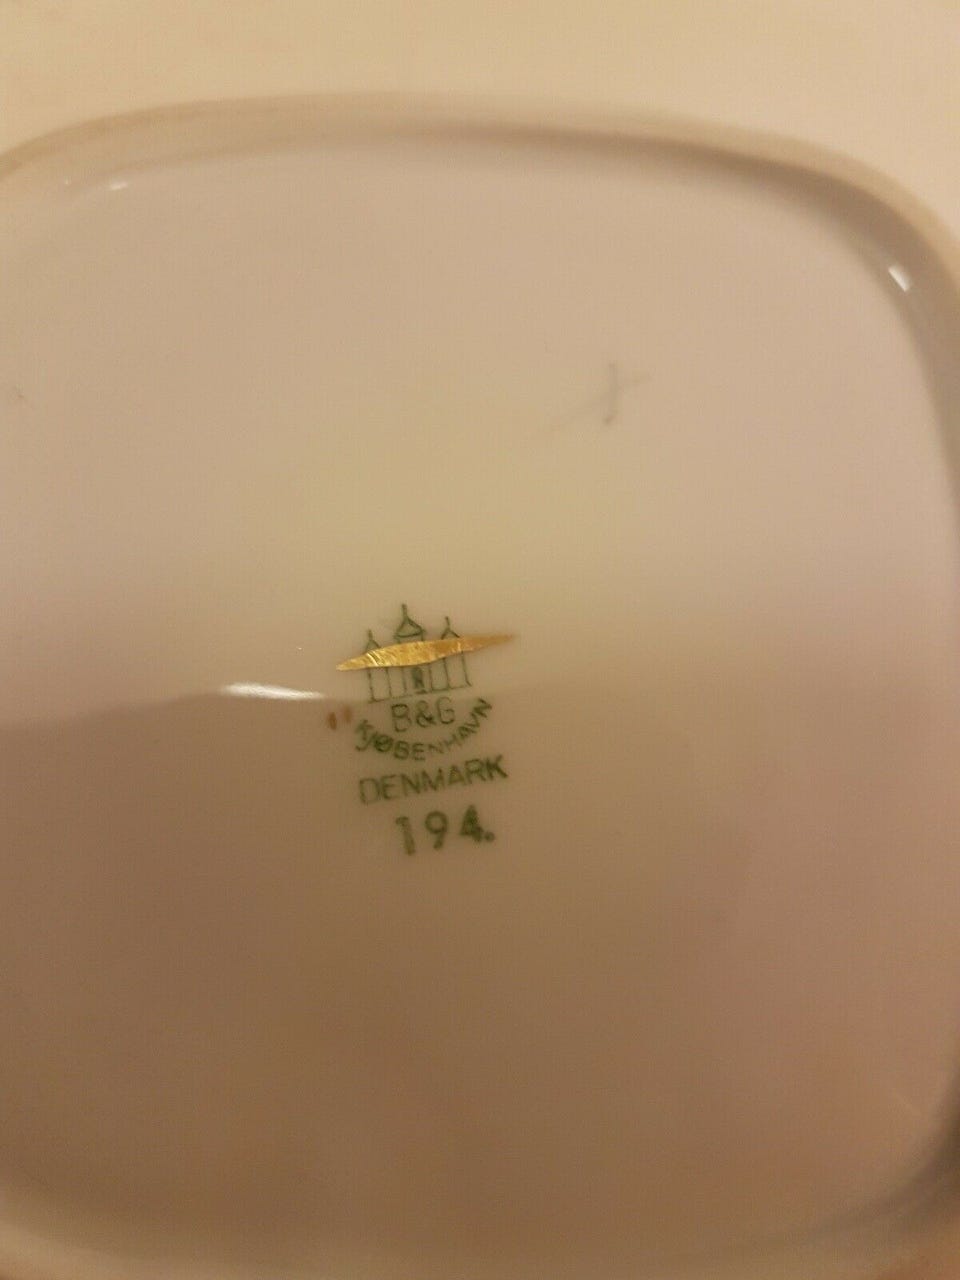 B&G
KJØBENHAVN
DENMARK
194.